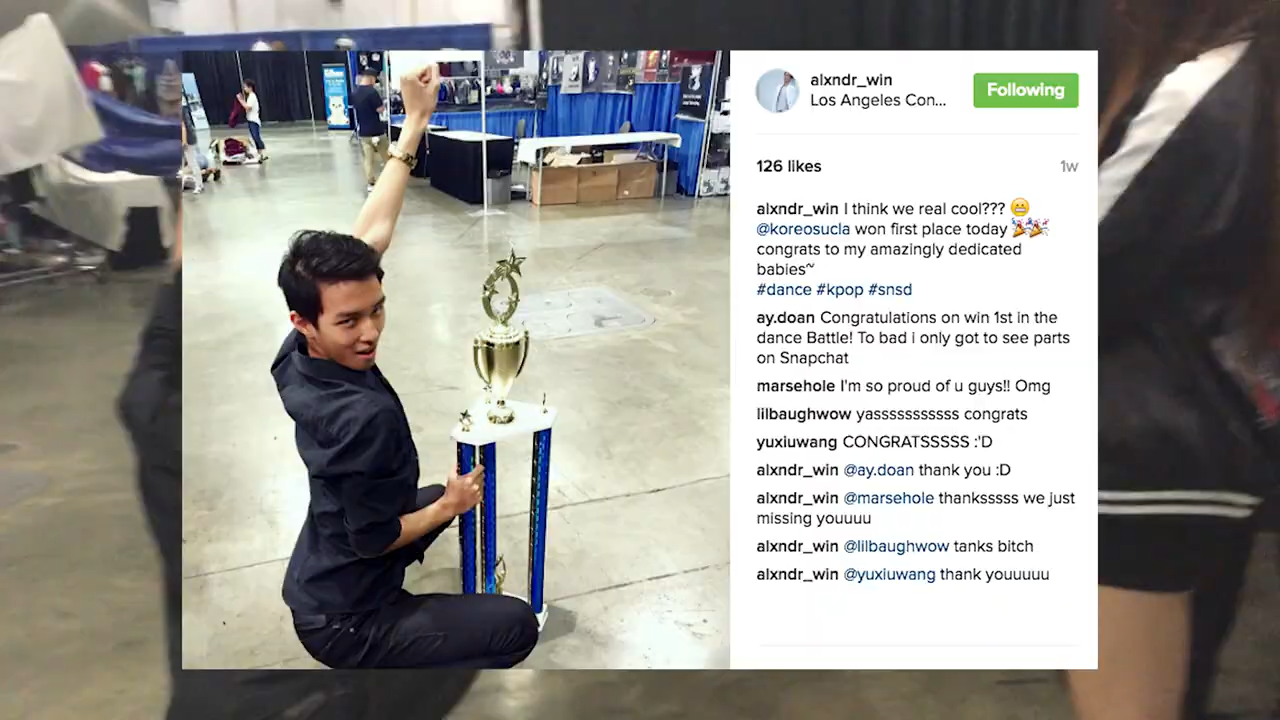 alxndr_win
Los Angeles Con...
Following
126 likes
1w
alxndr_win I think we real cool??? 😬
@koreosucla won first place today 🎉🎉
congrats to my amazingly dedicated
babies~
#dance #kpop #snsd
ay.doan Congratulations on win 1st in the
dance Battle! To bad i only got to see parts
on Snapchat
marsehole I'm so proud of u guys!! Omg
lilbaughwow yasssssssssss congrats
yuxiuwang CONGRATSSSSS :'D
alxndr_win @ay.doan thank you :D
alxndr_win @marsehole thanksssss we just
missing youuuu
alxndr_win @lilbaughwow tanks bitch
alxndr_win @yuxiuwang thank youuuuu